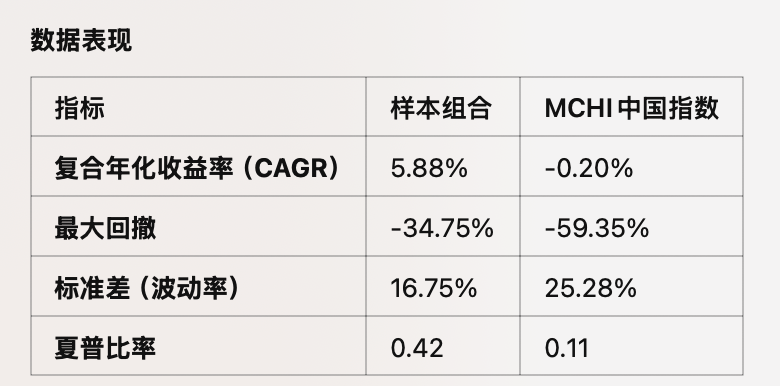 数据表现
指标 样本组合 MCHI 中国指数
复合年化收益率（CAGR） 5.88% -0.20%
最大回撤 -34.75% -59.35%
标准差（波动率） 16.75% 25.28%
夏普比率 0.42 0.11